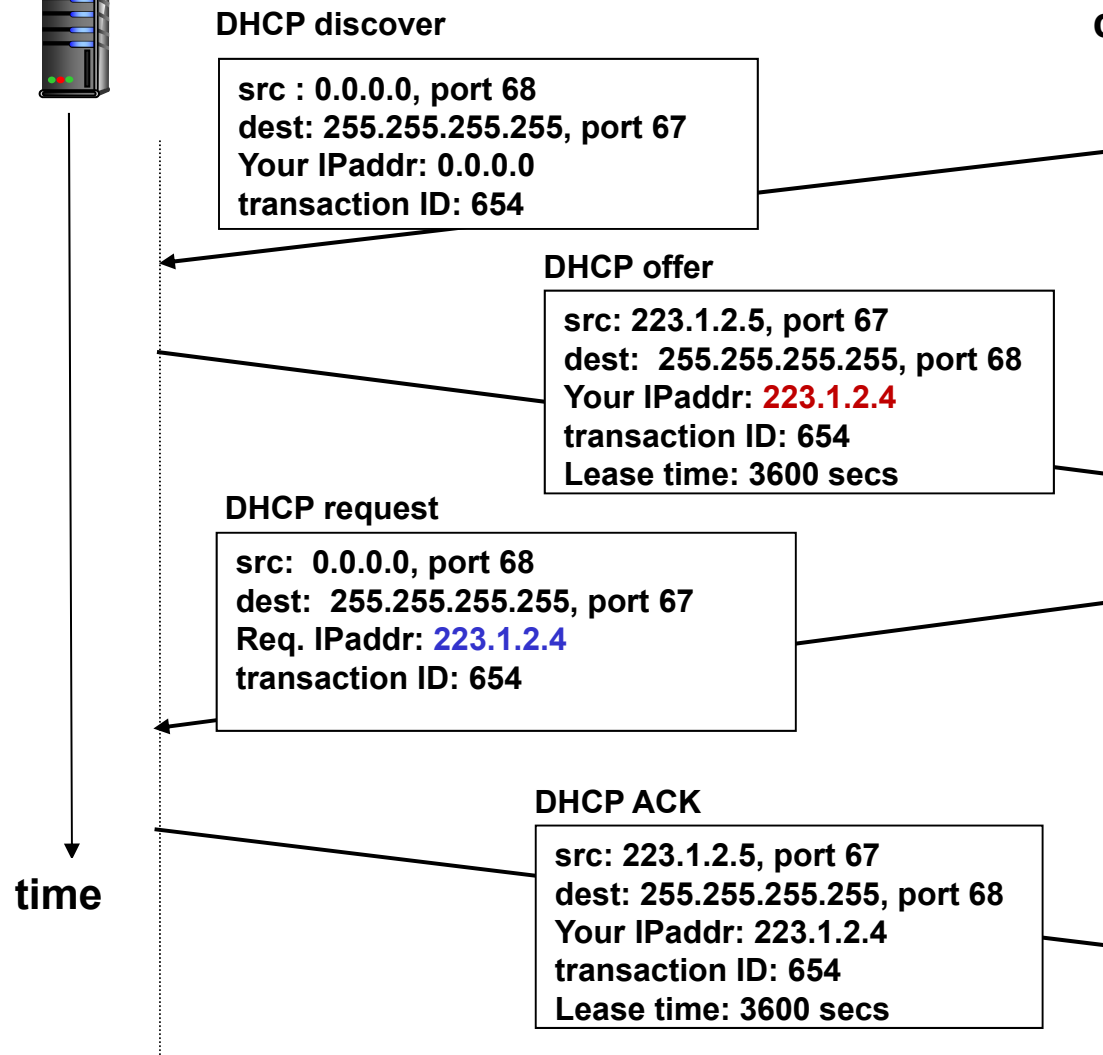 DHCP discover
src : 0.0.0.0, port 68
dest: 255.255.255.255, port 67
Your IPaddr: 0.0.0.0
transaction ID: 654
DHCP offer
src: 223.1.2.5, port 67
dest:  255.255.255.255, port 68
Your IPaddr: 223.1.2.4
transaction ID: 654
Lease time: 3600 secs
DHCP request
src:  0.0.0.0, port 68
dest:  255.255.255.255, port 67
Req. IPaddr: 223.1.2.4
transaction ID: 654
DHCP ACK
src: 223.1.2.5, port 67
dest: 255.255.255.255, port 68
Your IPaddr: 223.1.2.4
transaction ID: 654
Lease time: 3600 secs
time